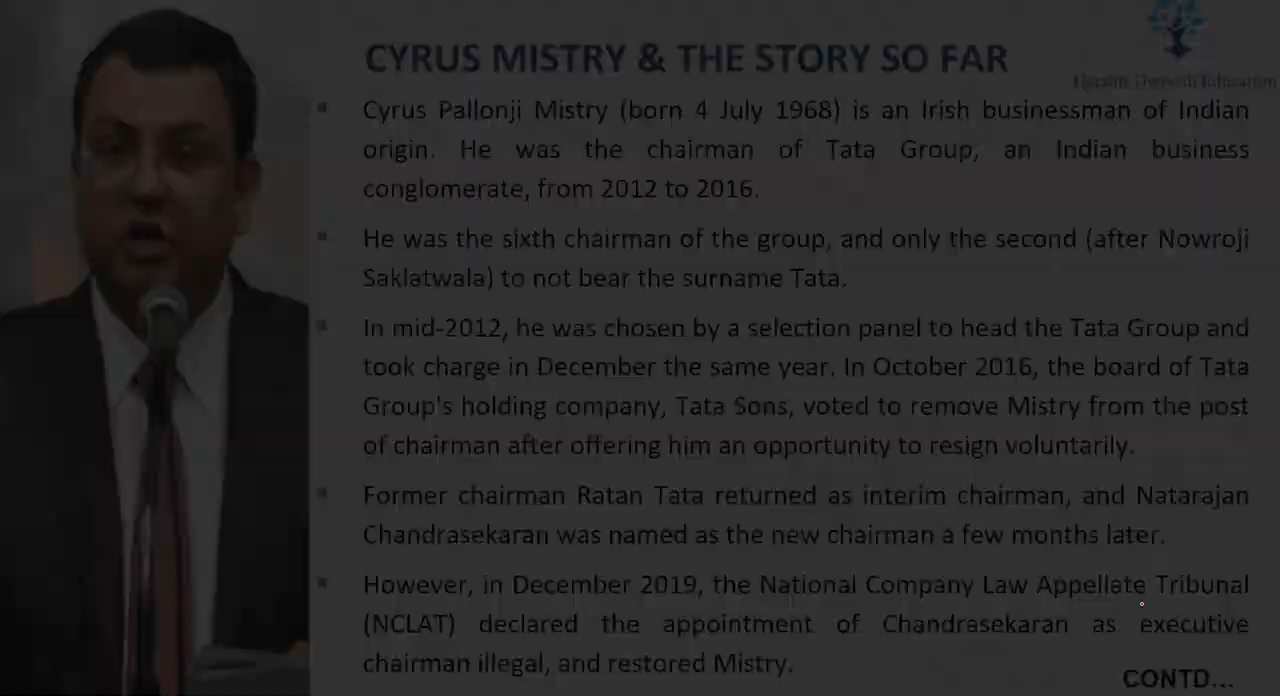 CYRUS MISTRY & THE STORY SO FAR
Cyrus Pallonji Mistry (born 4 July 1968) is an Irish businessman of Indian
origin. He was the chairman of Tata Group, an Indian business
conglomerate, from 2012 to 2016.
He was the sixth chairman of the group, and only the second (after Nowroji
Saklatwala) to not bear the surname Tata.
In mid-2012, he was chosen by a selection panel to head the Tata Group and
took charge in December the same year. In October 2016, the board of Tata
Group's holding company, Tata Sons, voted to remove Mistry from the post
of chairman after offering him an opportunity to resign voluntarily.
Former chairman Ratan Tata returned as interim chairman, and Natarajan
Chandrasekaran was named as the new chairman a few months later.
However, in December 2019, the National Company Law Appellate Tribunal
(NCLAT) declared the appointment of Chandrasekaran as executive
chairman illegal, and restored Mistry.
CONTD...